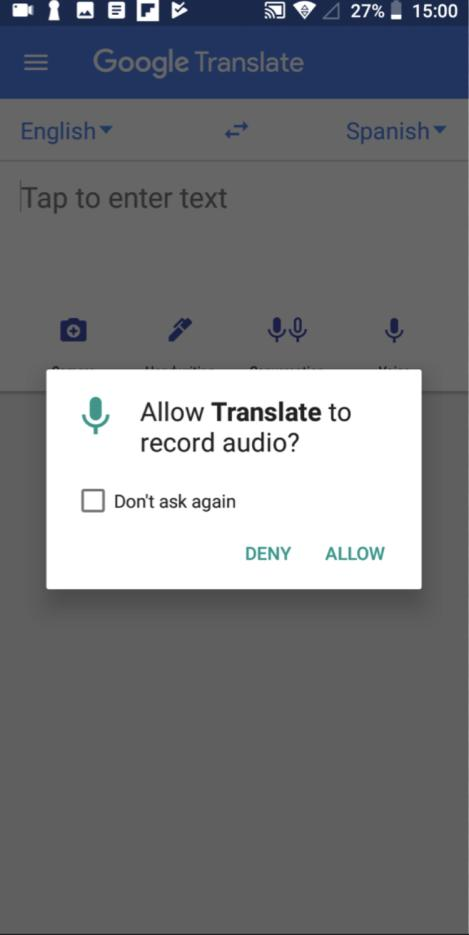 27% 15:00
Google Translate
English Spanish
Tap to enter text
Allow Translate to
record audio?
Don't ask again
DENY ALLOW